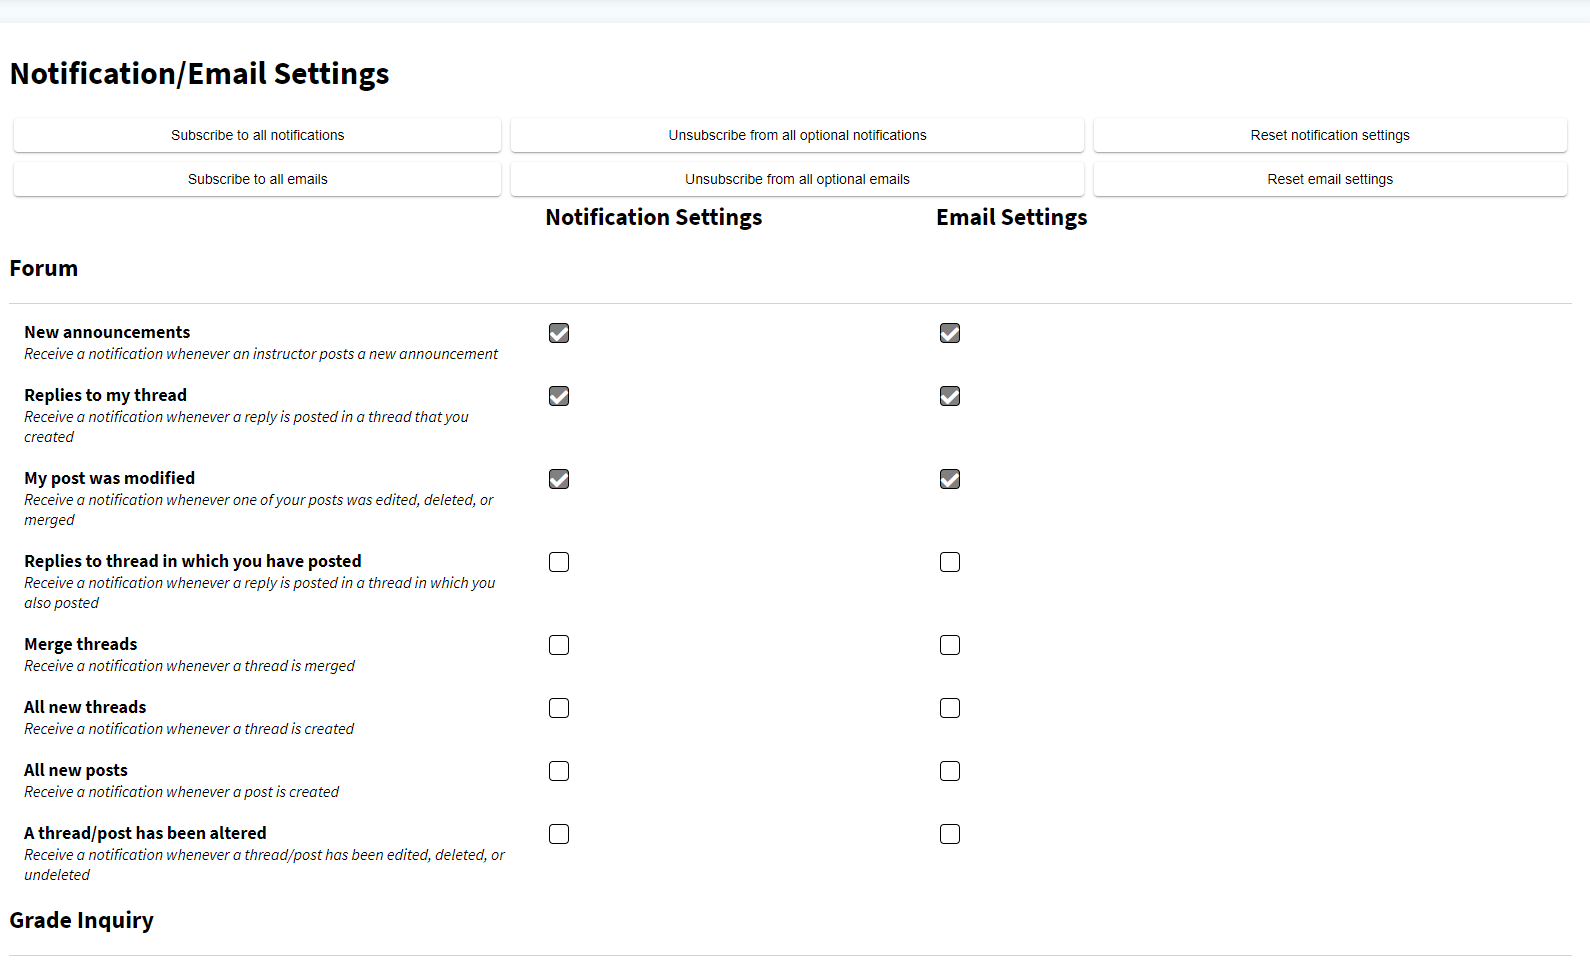 Notification/Email Settings
Subscribe to all notifications
Unsubscribe from all optional notifications
Reset notification settings
Subscribe to all emails
Unsubscribe from all optional emails
Reset email settings
Notification Settings
Email Settings
Forum
New announcements
Receive a notification whenever an instructor posts a new announcement
Replies to my thread
Receive a notification whenever a reply is posted in a thread that you
created
My post was modified
Receive a notification whenever one of your posts was edited, deleted, or
merged
Replies to thread in which you have posted
Receive a notification whenever a reply is posted in a thread in which you
also posted
Merge threads
Receive a notification whenever a thread is merged
All new threads
Receive a notification whenever a thread is created
All new posts
Receive a notification whenever a post is created
A thread/post has been altered
Receive a notification whenever a thread/post has been edited, deleted, or
undeleted
Grade Inquiry